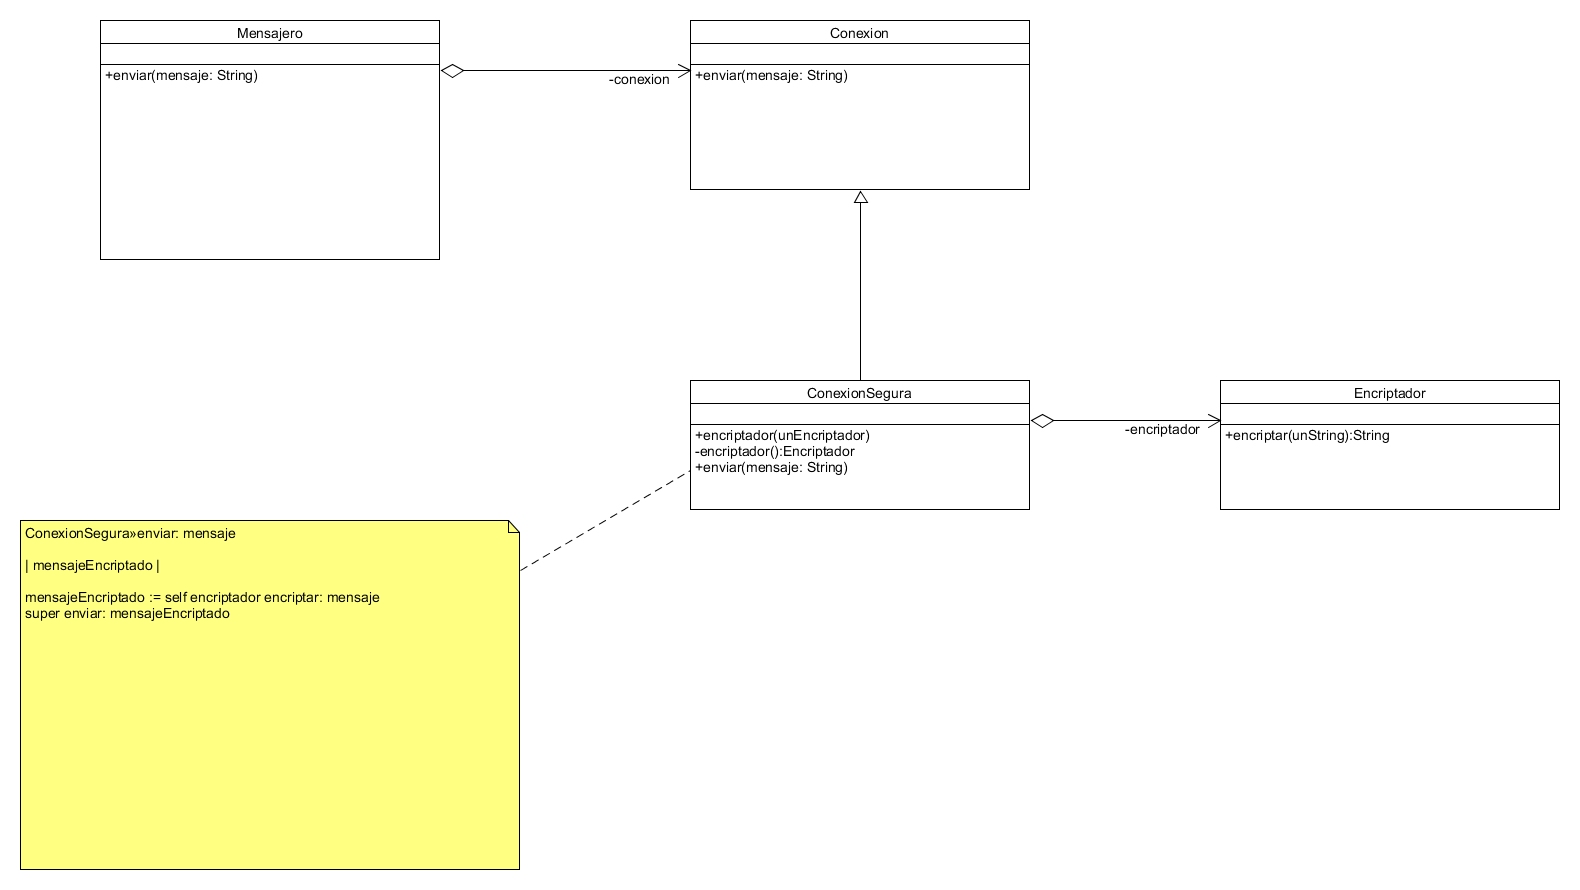 Mensajero
+enviar(mensaje: String)
-conexion
Conexion
+enviar(mensaje: String)
ConexionSegura
+encriptador(unEncriptador)
-encriptador():Encriptador
+enviar(mensaje: String)
-encriptador
Encriptador
+encriptar(unString):String
ConexionSegura»enviar: mensaje
| mensajeEncriptado |
mensajeEncriptado := self encriptador encriptar: mensaje
super enviar: mensajeEncriptado